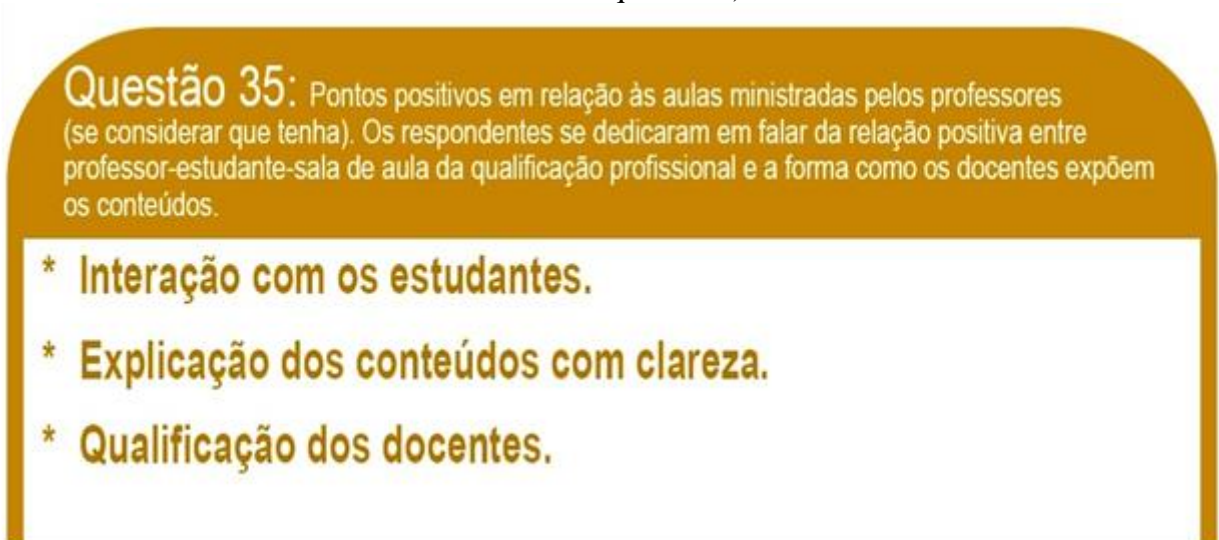 Questão 35: Pontos positivos em relação às aulas ministradas pelos professores
(se considerar que tenha). Os respondentes se dedicaram em falar da relação positiva entre
professor-estudante-sala de aula da qualificação profissional e a forma como os docentes expõem
os conteúdos.
* Interação com os estudantes.
* Explicação dos conteúdos com clareza.
* Qualificação dos docentes.